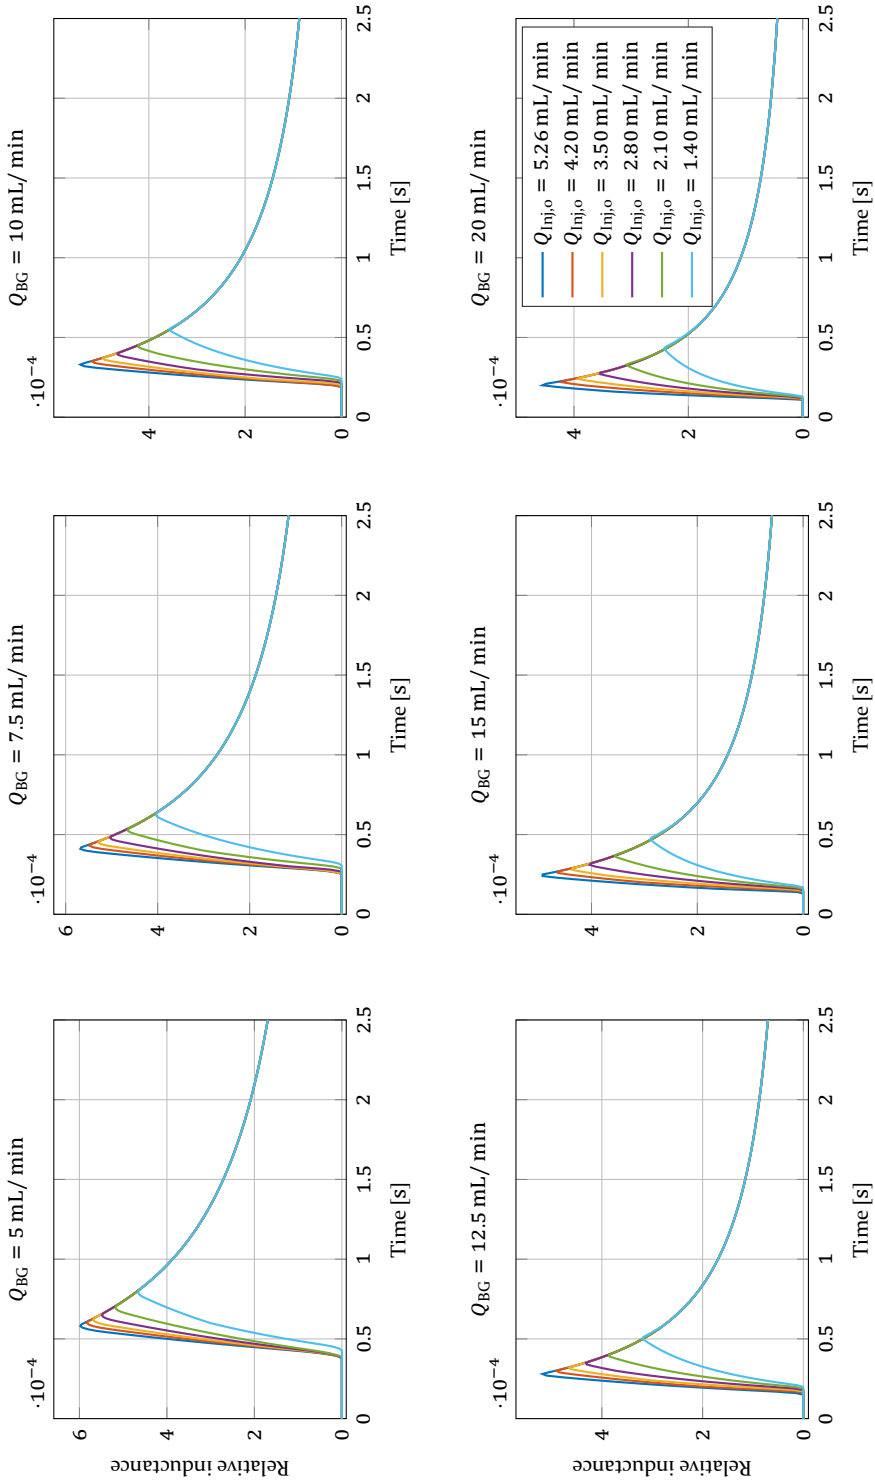 Q_BG = 5 mL/min
·10⁻⁴
Relative inductance
6
4
2
0
0 0.5 1 1.5 2 2.5
Time [s]
Q_BG = 7.5 mL/min
·10⁻⁴
6
4
2
0
0 0.5 1 1.5 2 2.5
Time [s]
Q_BG = 10 mL/min
·10⁻⁴
4
2
0
0 0.5 1 1.5 2 2.5
Time [s]
Q_BG = 12.5 mL/min
·10⁻⁴
Relative inductance
4
2
0
0 0.5 1 1.5 2 2.5
Time [s]
Q_BG = 15 mL/min
·10⁻⁴
4
2
0
0 0.5 1 1.5 2 2.5
Time [s]
Q_BG = 20 mL/min
·10⁻⁴
4
2
0
Q_Inj,o = 5.26 mL/min
Q_Inj,o = 4.20 mL/min
Q_Inj,o = 3.50 mL/min
Q_Inj,o = 2.80 mL/min
Q_Inj,o = 2.10 mL/min
Q_Inj,o = 1.40 mL/min
0 0.5 1 1.5 2 2.5
Time [s]